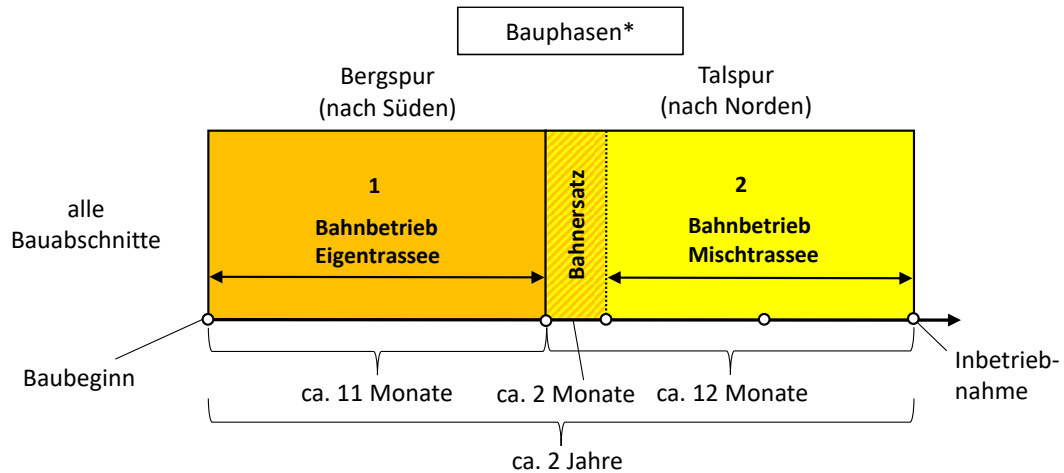 Bauphasen*
Bergspur
(nach Süden)
Talspur
(nach Norden)
alle
Bauabschnitte
1
Bahnbetrieb
Eigentrassee
Bahnersatz
2
Bahnbetrieb
Mischtrassee
Baubeginn
ca. 11 Monate
ca. 2 Monate
ca. 12 Monate
Inbetrieb-
nahme
ca. 2 Jahre